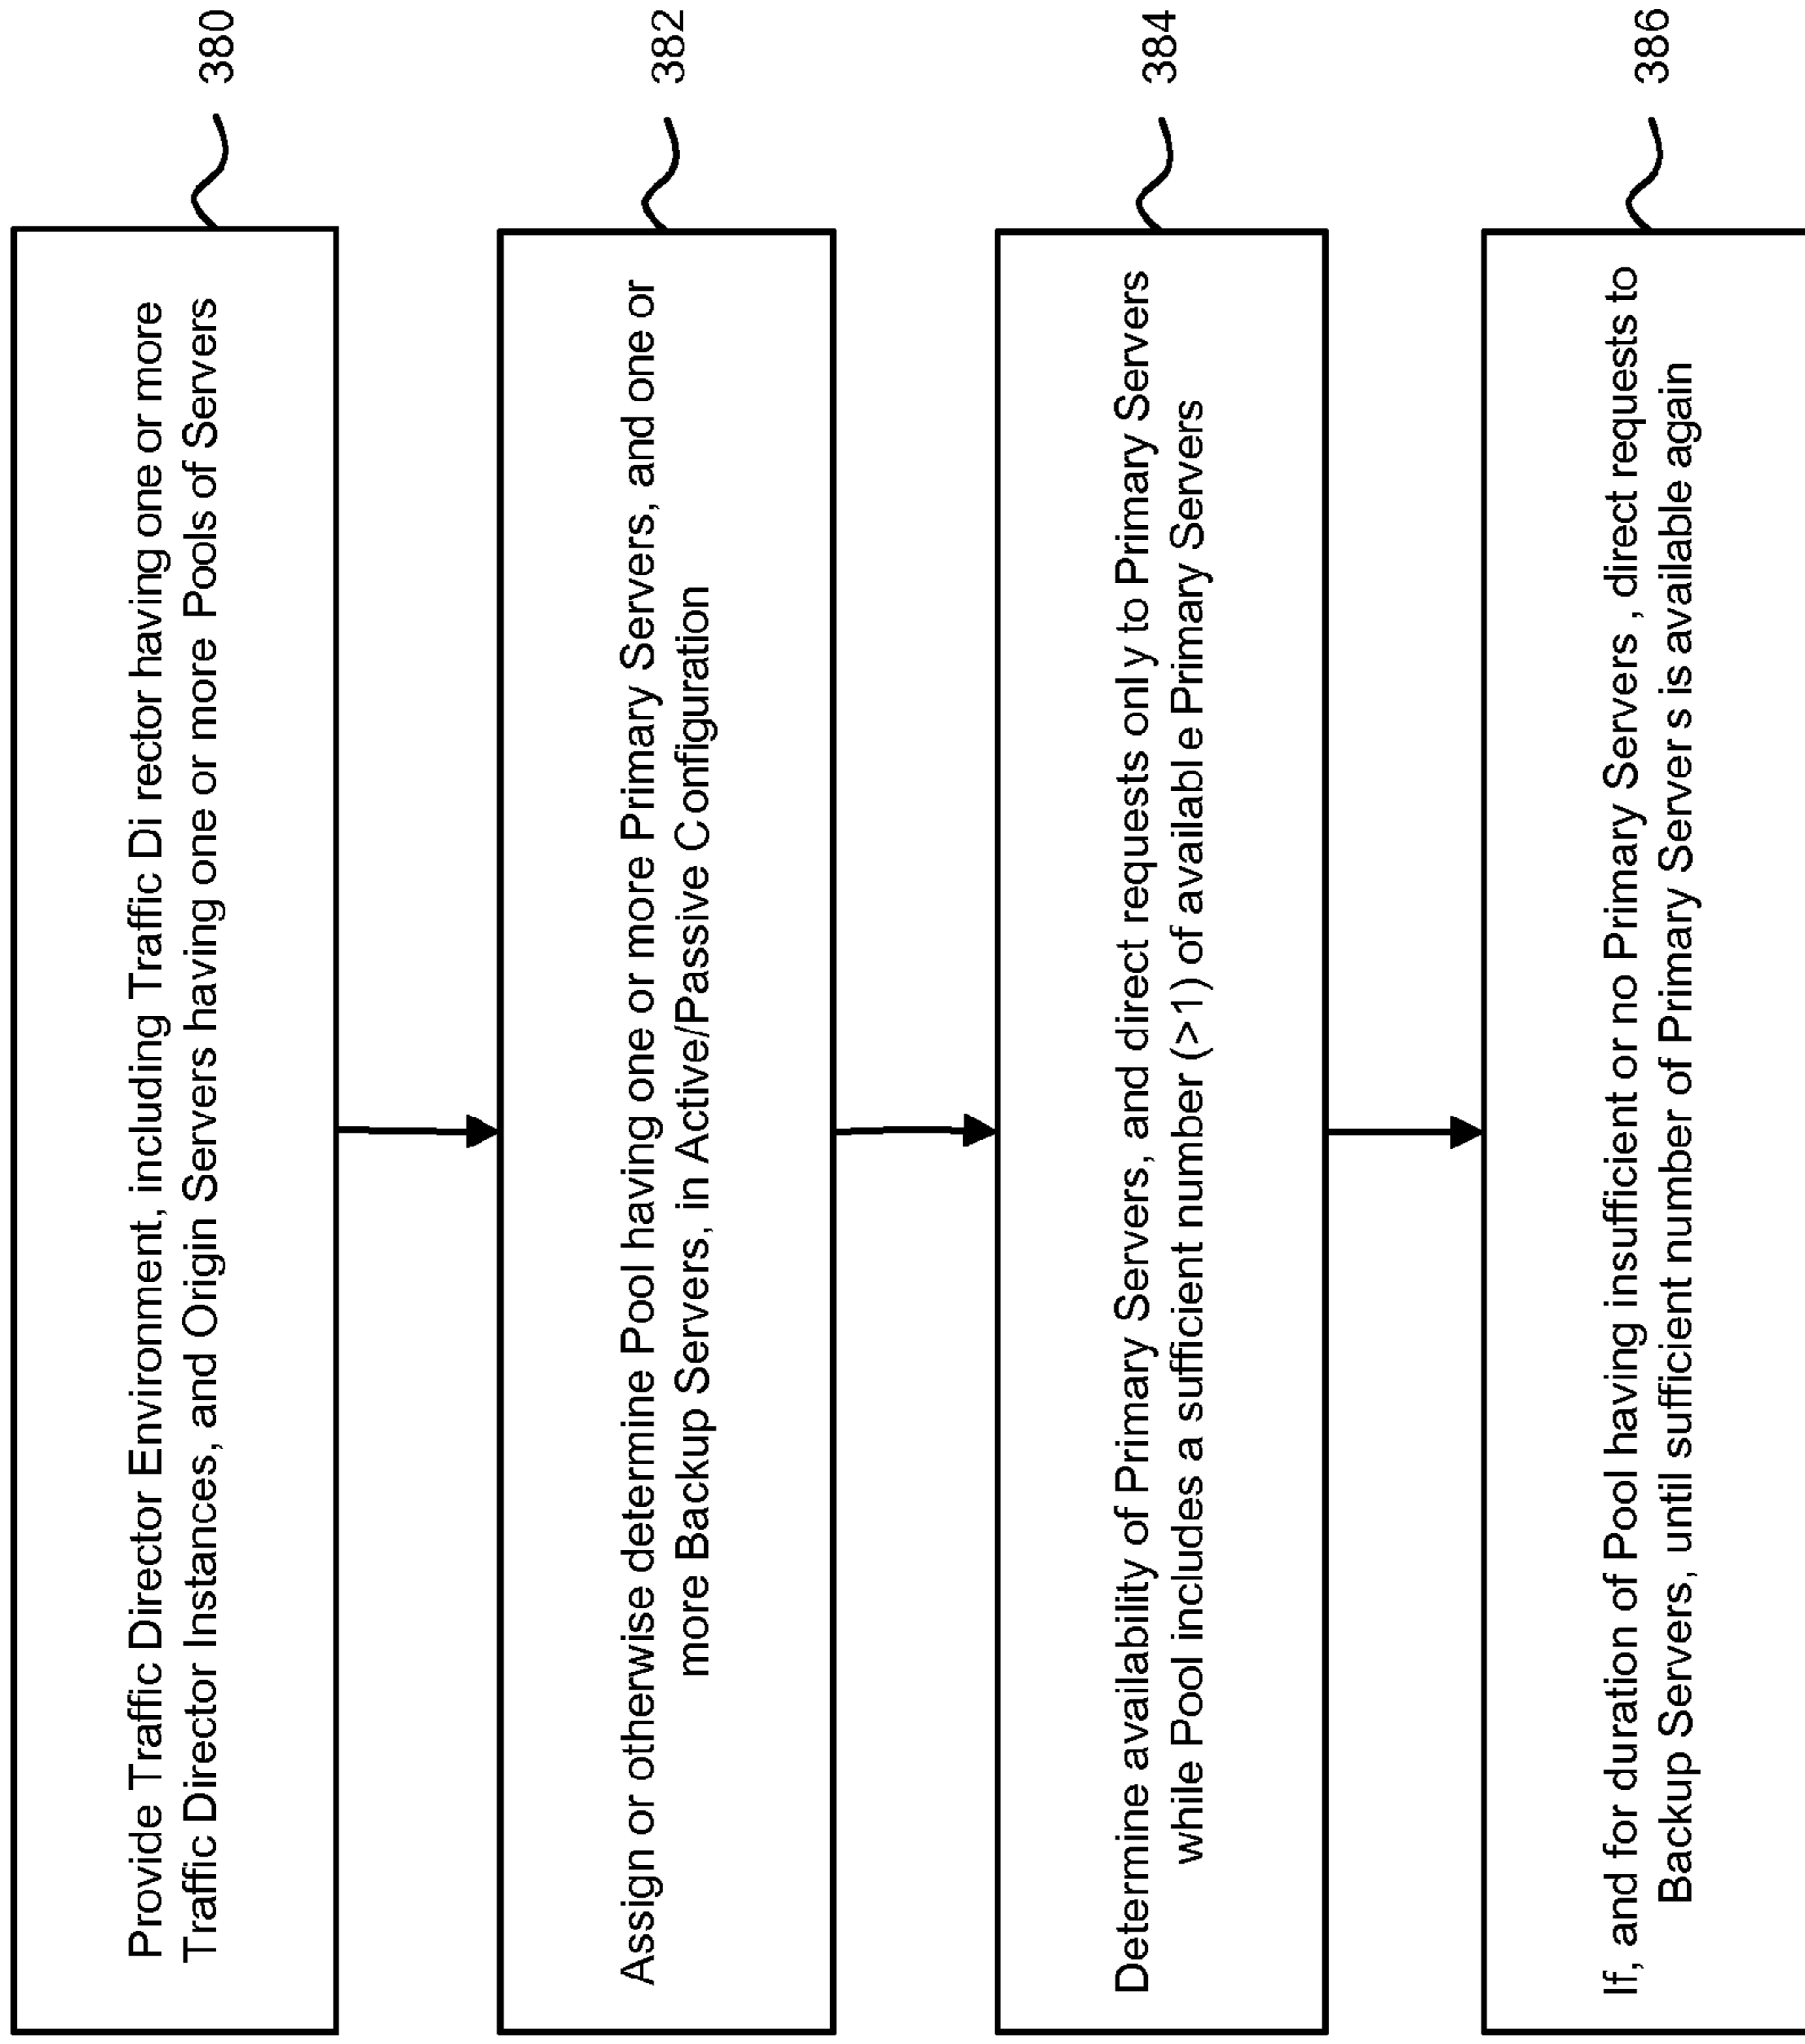 Provide Traffic Director Environment, including Traffic Di rector having one or more
Traffic Director Instances, and Origin Servers having one or more Pools of Servers
380
Assign or otherwise determine Pool having one or more Primary Servers, and one or
more Backup Servers, in Active/Passive Configuration
382
Determine availability of Primary Servers, and direct requests onl y to Primary Servers
while Pool includes a sufficient number (>1) of availabl e Primary Servers
384
If, and for duration of Pool having insufficient or no Primary Servers , direct requests to
Backup Servers, until sufficient number of Primary Server s is available again
386